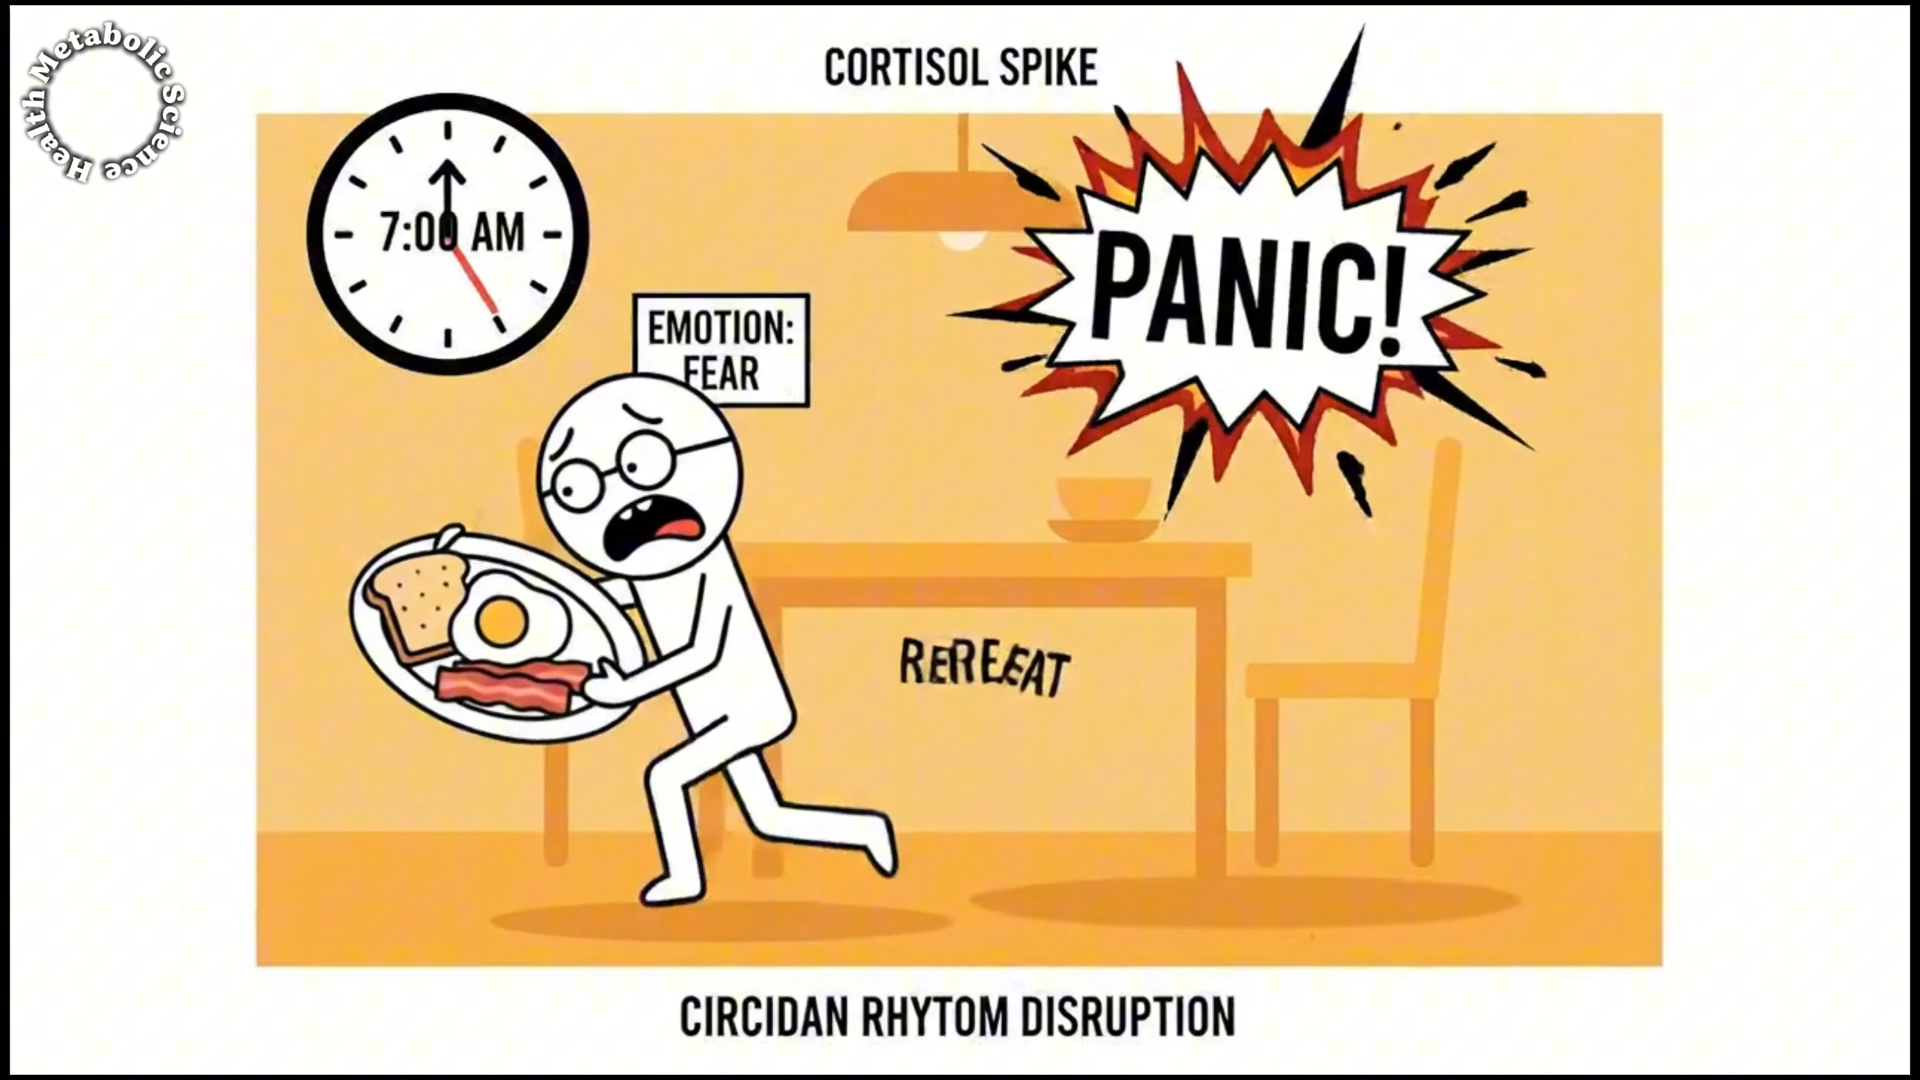 Health Metabolic Science
CORTISOL SPIKE
7:00 AM
PANIC!
EMOTION:
FEAR
REREEAT
CIRCIDAN RHYTOM DISRUPTION